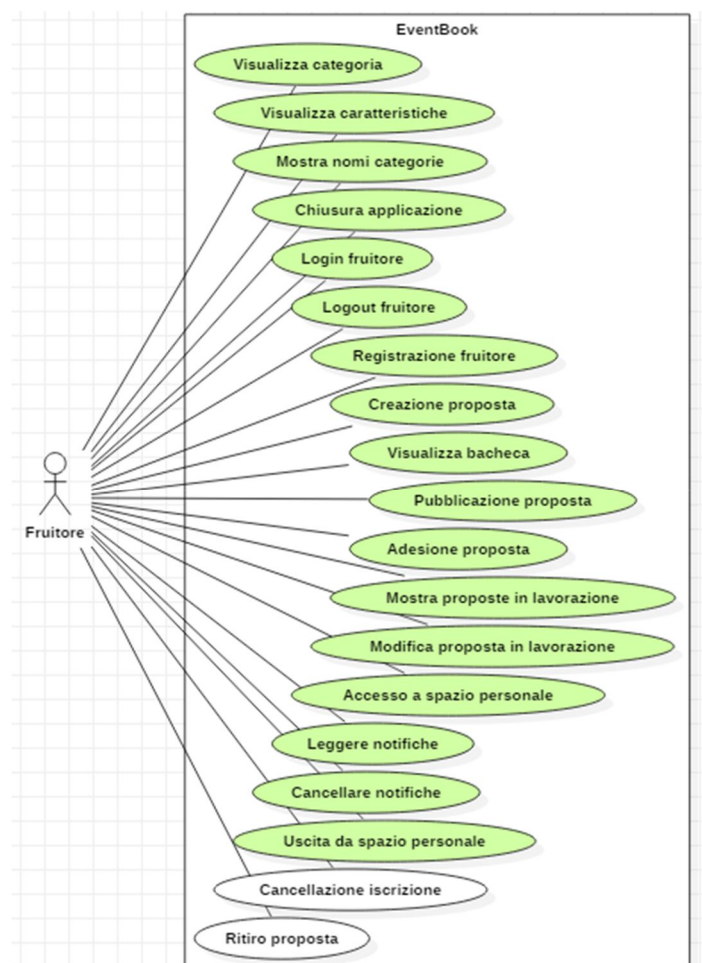 EventBook
Visualizza categoria
Visualizza caratteristiche
Mostra nomi categorie
Chiusura applicazione
Login fruitore
Logout fruitore
Registrazione fruitore
Creazione proposta
Visualizza bacheca
Pubblicazione proposta
Fruitore
Adesione proposta
Mostra proposte in lavorazione
Modifica proposta in lavorazione
Accesso a spazio personale
Leggere notifiche
Cancellare notifiche
Uscita da spazio personale
Cancellazione iscrizione
Ritiro proposta